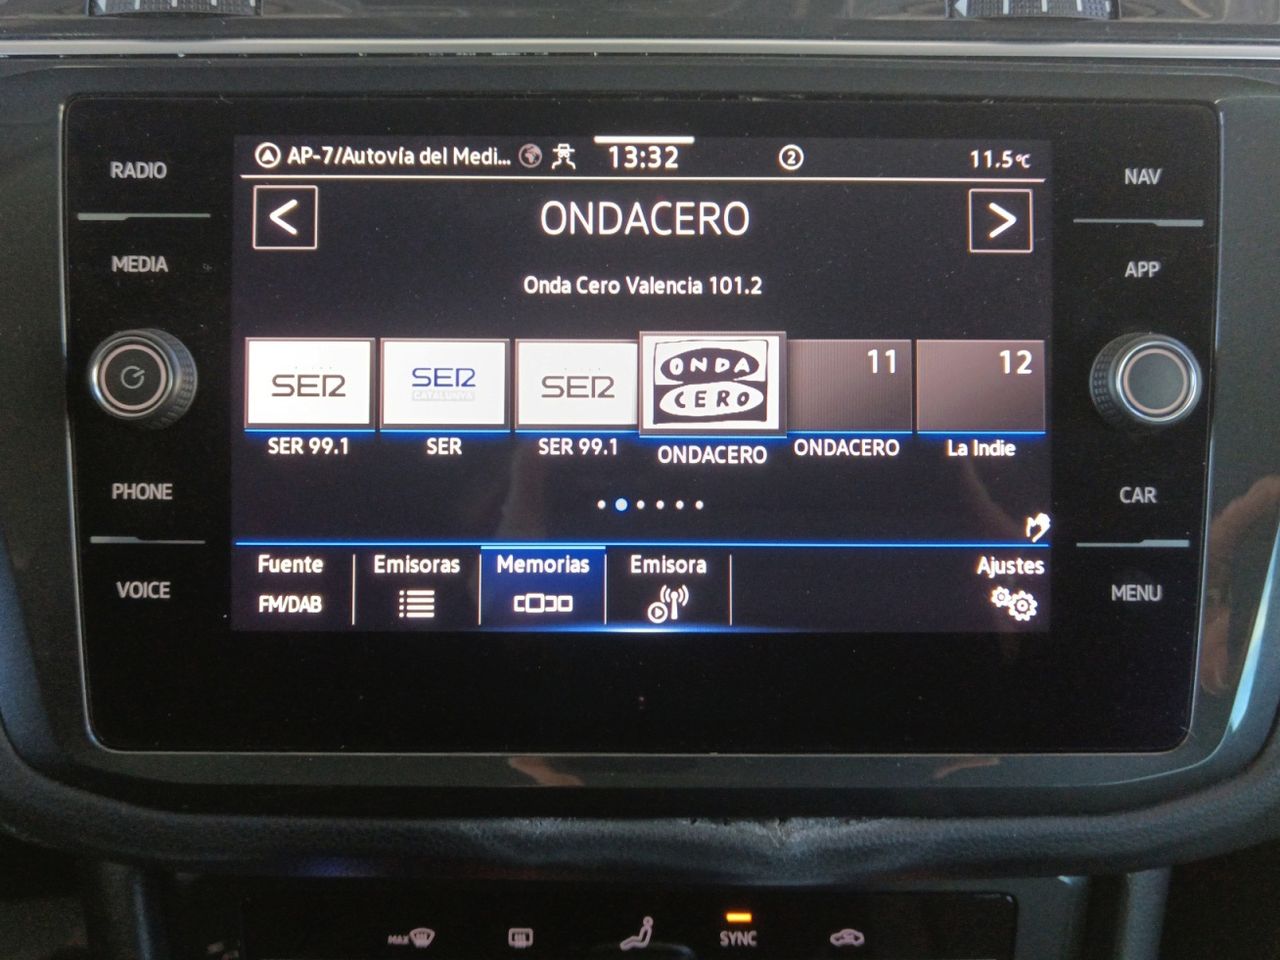 RADIO
MEDIA
PHONE
VOICE
AP-7/Autovía del Medi...
13:32
2
11.5°C
<
ONDACERO
>
Onda Cero Valencia 101.2
SER
SER CATALUNYA
SER
ONDA CERO
11
12
SER 99.1
SER
SER 99.1
ONDACERO
ONDACERO
La Indie
Fuente
Emisoras
Memorias
Emisora
Ajustes
FM/DAB
NAV
APP
CAR
MENU
MAX
SYNC